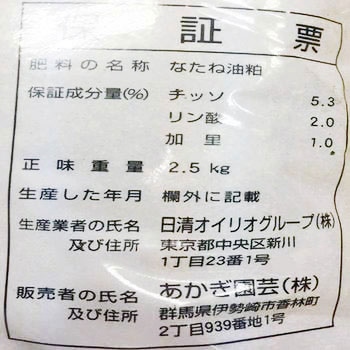 保証票
肥料の名称 なたね油粕
保証成分量(%) チッソ 5.3
リン酸 2.0
加里 1.0
正味重量 2.5kg
生産した年月 欄外に記載
生産業者の氏名 日清オイリオグループ(株)
及び住所 東京都中央区新川
1丁目23番1号
販売者の氏名 あかぎ園芸(株)
及び住所 群馬県伊勢崎市香林町
2丁目939番地1号